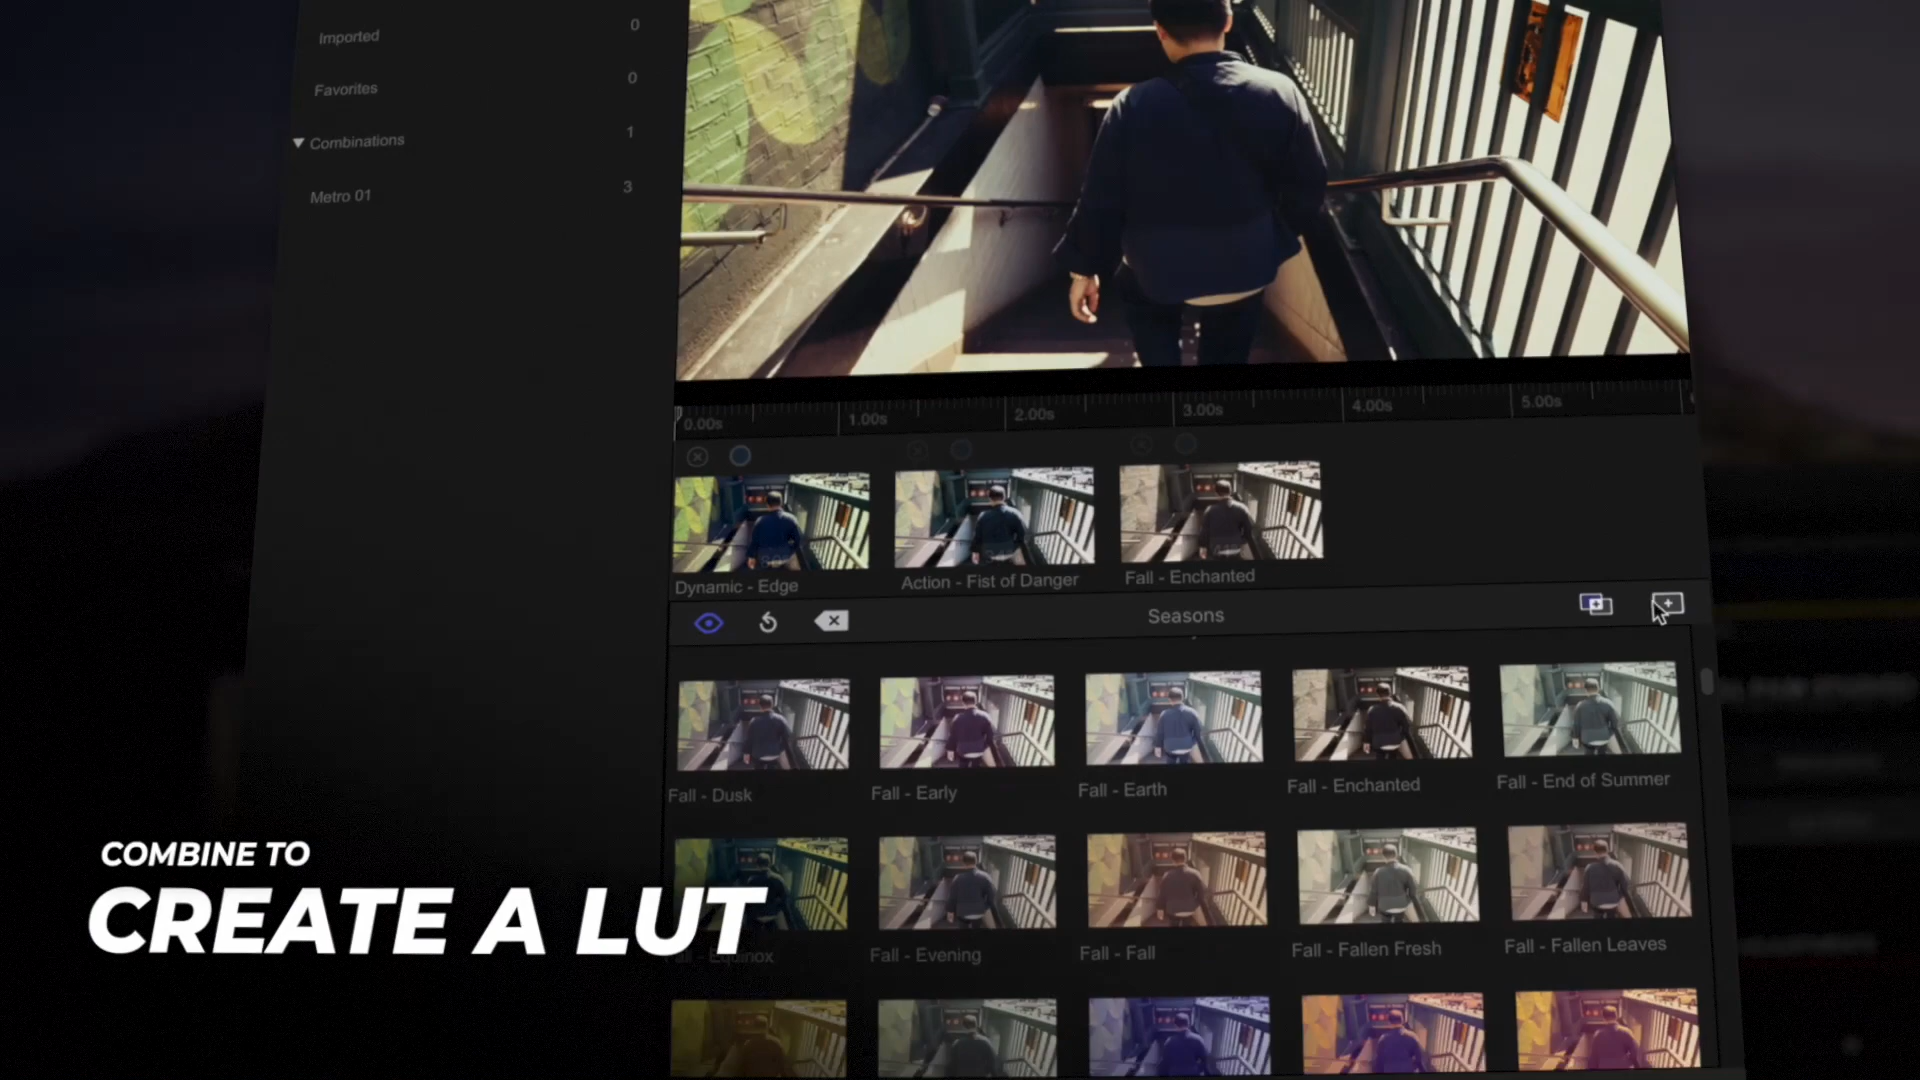 Imported 0
Favorites 0
Combinations 1
Metro 01 3
0.00s 1.00s 2.00s 3.00s 4.00s 5.00s
Dynamic - Edge Action - Fist of Danger Fall - Enchanted
Seasons
Fall - Dusk Fall - Early Fall - Earth Fall - Enchanted Fall - End of Summer
COMBINE TO
CREATE A LUT
Fall - Equinox Fall - Evening Fall - Fall Fall - Fallen Fresh Fall - Fallen Leaves